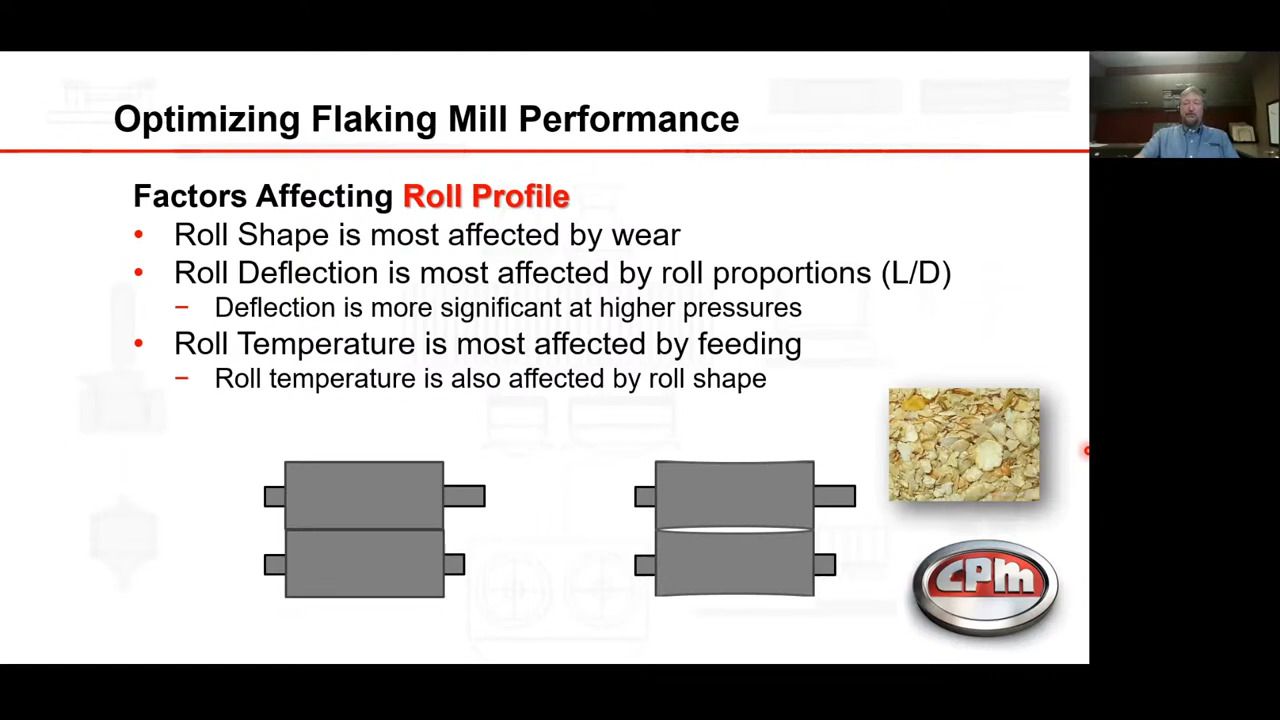 Optimizing Flaking Mill Performance
Factors Affecting Roll Profile
• Roll Shape is most affected by wear
• Roll Deflection is most affected by roll proportions (L/D)
− Deflection is more significant at higher pressures
• Roll Temperature is most affected by feeding
− Roll temperature is also affected by roll shape
CPM